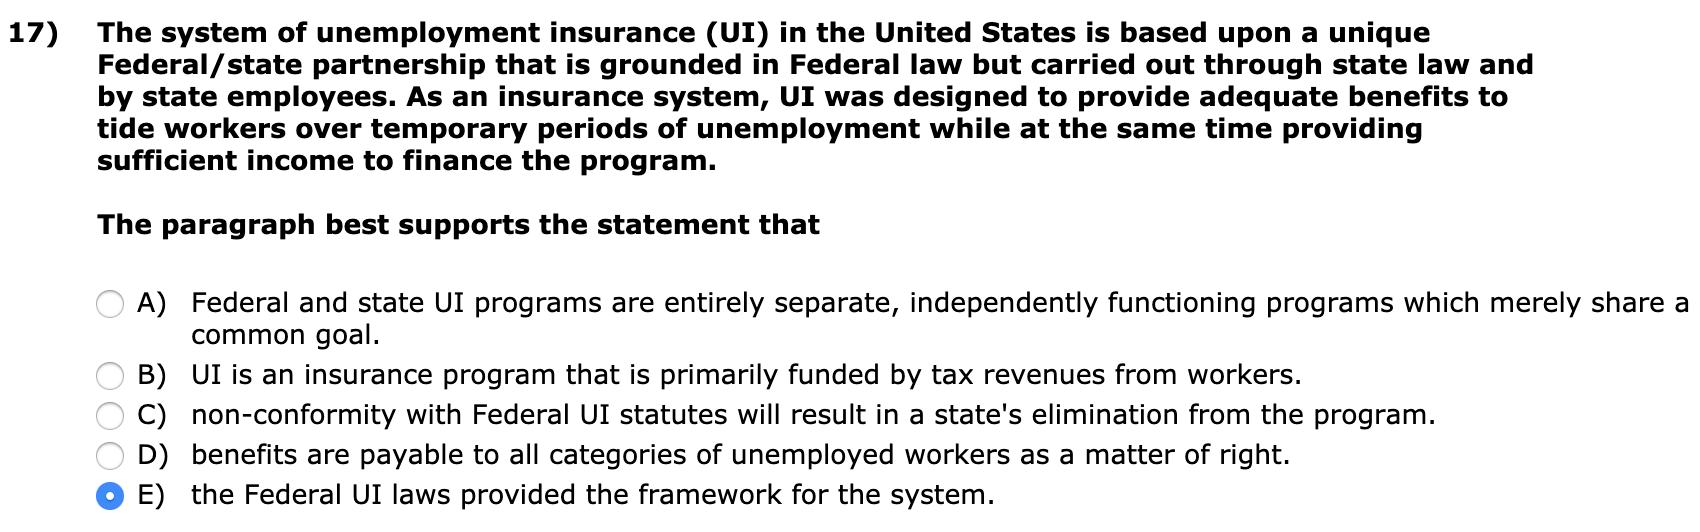 17) The system of unemployment insurance (UI) in the United States is based upon a unique
Federal/state partnership that is grounded in Federal law but carried out through state law and
by state employees. As an insurance system, UI was designed to provide adequate benefits to
tide workers over temporary periods of unemployment while at the same time providing
sufficient income to finance the program.
The paragraph best supports the statement that
A) Federal and state UI programs are entirely separate, independently functioning programs which merely share a
common goal.
B) UI is an insurance program that is primarily funded by tax revenues from workers.
C) non-conformity with Federal UI statutes will result in a state's elimination from the program.
D) benefits are payable to all categories of unemployed workers as a matter of right.
E) the Federal UI laws provided the framework for the system.